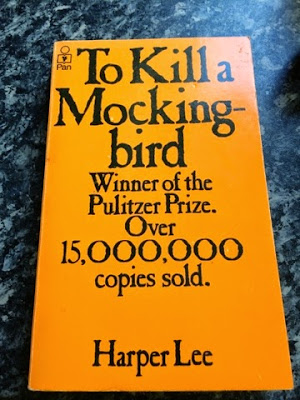 Pan
To Kill a
Mocking-
bird
Winner of the
Pulitzer Prize.
Over
15,000,000
copies sold.
Harper Lee